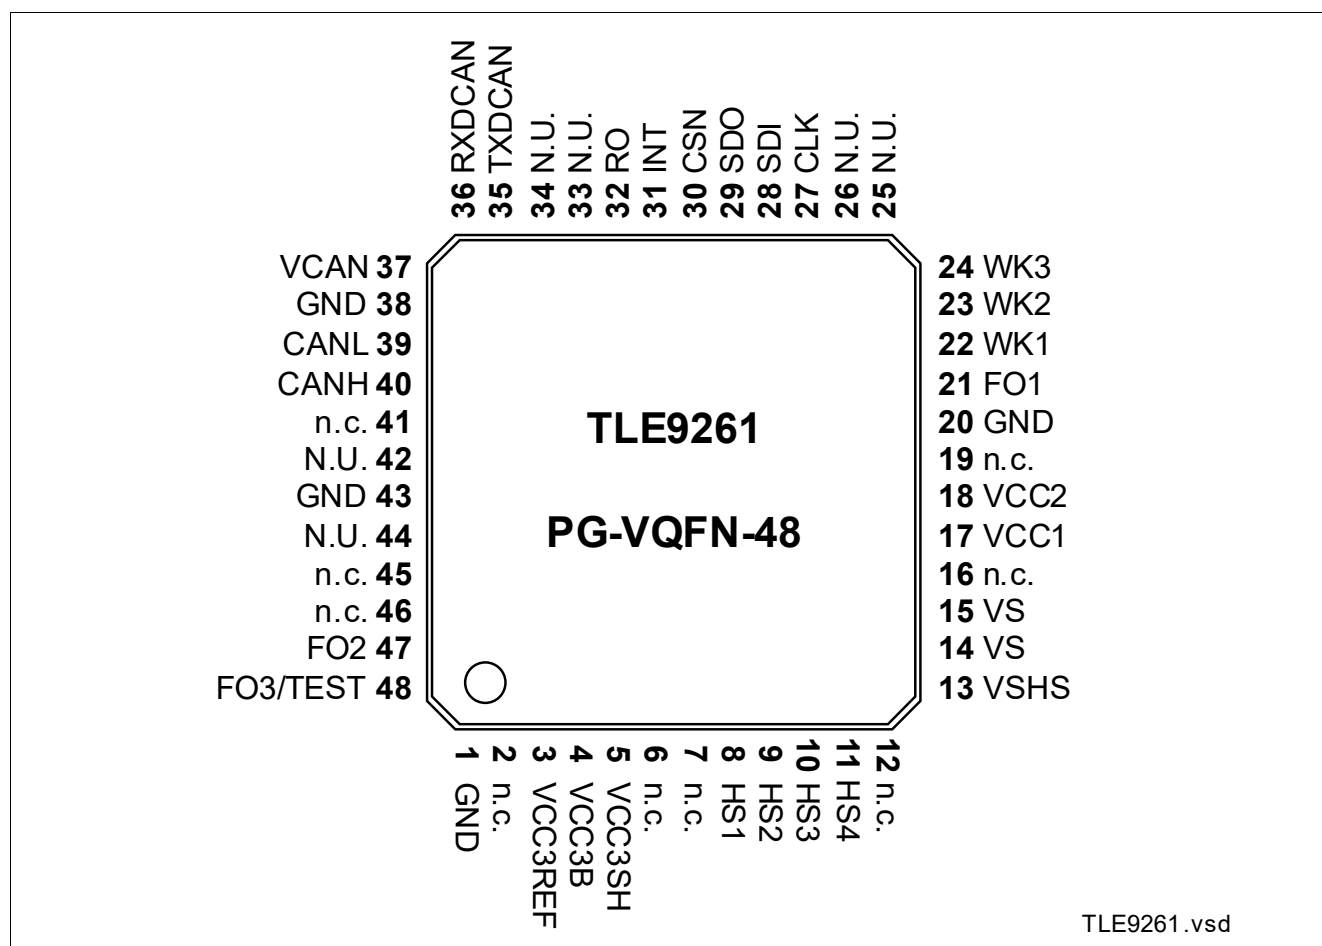 36 RXDCAN
35 TXDCAN
34 N.U.
33 N.U.
32 RO
31 INT
30 CSN
29 SDO
28 SDI
27 CLK
26 N.U.
25 N.U.
VCAN 37
GND 38
CANL 39
CANH 40
n.c. 41
N.U. 42
GND 43
N.U. 44
n.c. 45
n.c. 46
FO2 47
FO3/TEST 48
TLE9261
PG-VQFN-48
24 WK3
23 WK2
22 WK1
21 FO1
20 GND
19 n.c.
18 VCC2
17 VCC1
16 n.c.
15 VS
14 VS
13 VSHS
1 GND
2 n.c.
3 VCC3REF
4 VCC3B
5 VCC3SH
6 n.c.
7 n.c.
8 HS1
9 HS2
10 HS3
11 HS4
12 n.c.
TLE9261.vsd